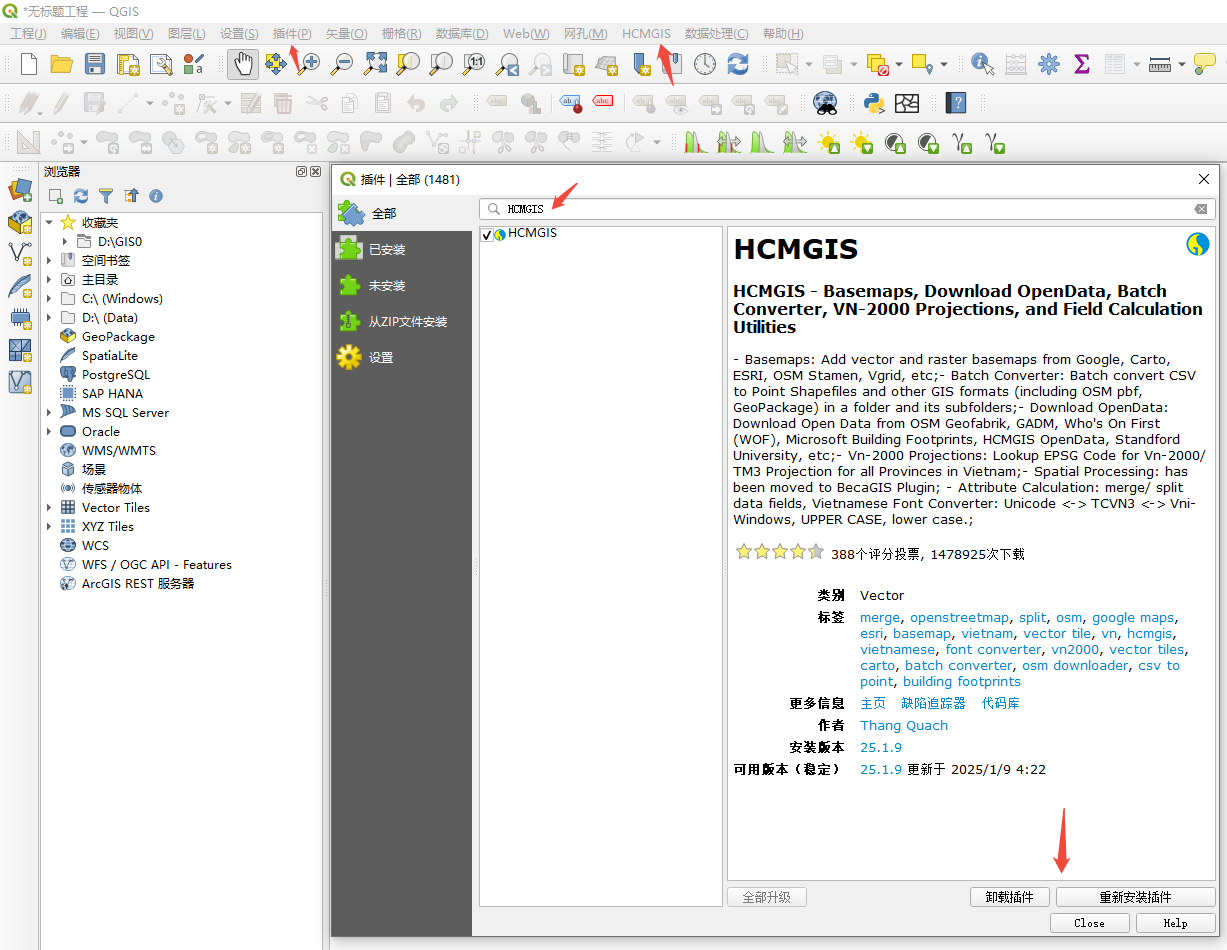 *无标题工程 — QGIS
工程(J) 编辑(E) 视图(V) 图层(L) 设置(S) 插件(P) 矢量(O) 栅格(R) 数据库(D) Web(W) 网孔(M) HCMGIS 数据处理(C) 帮助(H)
1:1
abc abc
浏览器
收藏夹
D:\GIS0
空间书签
主目录
C:\ (Windows)
D:\ (Data)
GeoPackage
SpatiaLite
PostgreSQL
SAP HANA
MS SQL Server
Oracle
WMS/WMTS
场景
传感器物体
Vector Tiles
XYZ Tiles
WCS
WFS / OGC API - Features
ArcGIS REST 服务器
插件 | 全部 (1481)
全部
已安装
未安装
从ZIP文件安装
设置
HCMGIS
HCMGIS
HCMGIS
HCMGIS - Basemaps, Download OpenData, Batch
Converter, VN-2000 Projections, and Field Calculation
Utilities
- Basemaps: Add vector and raster basemaps from Google, Carto,
ESRI, OSM Stamen, Vgrid, etc;- Batch Converter: Batch convert CSV
to Point Shapefiles and other GIS formats (including OSM pbf,
GeoPackage) in a folder and its subfolders;- Download OpenData:
Download Open Data from OSM Geofabrik, GADM, Who's On First
(WOF), Microsoft Building Footprints, HCMGIS OpenData, Standford
University, etc;- Vn-2000 Projections: Lookup EPSG Code for Vn-2000/
TM3 Projection for all Provinces in Vietnam;- Spatial Processing: has
been moved to BecaGIS Plugin; - Attribute Calculation: merge/ split
data fields, Vietnamese Font Converter: Unicode <-> TCVN3 <-> Vni-
Windows, UPPER CASE, lower case.;
388个评分投票, 1478925次下载
类别 Vector
标签 merge, openstreetmap, split, osm, google maps,
esri, basemap, vietnam, vector tile, vn, hcmgis,
vietnamese, font converter, vn2000, vector tiles,
carto, batch converter, osm downloader, csv to
point, building footprints
更多信息 主页 缺陷追踪器 代码库
作者 Thang Quach
安装版本 25.1.9
可用版本（稳定） 25.1.9 更新于 2025/1/9 4:22
全部升级 卸载插件 重新安装插件
Close Help